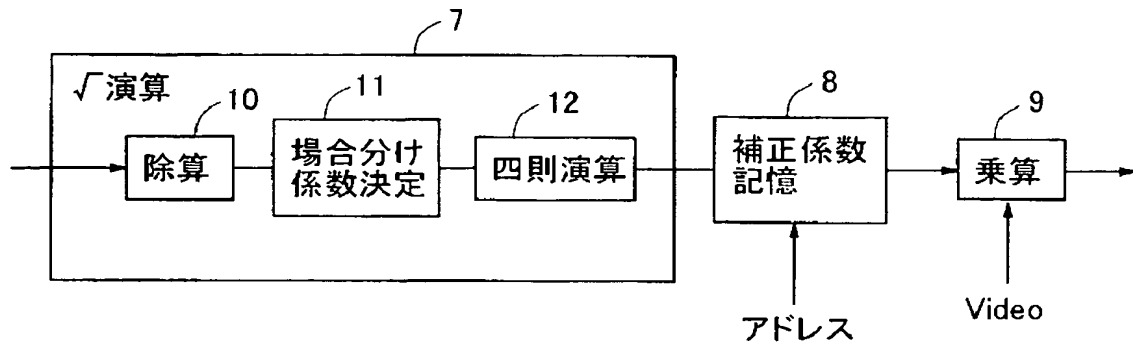 7
√演算
10
除算
11
場合分け
係数決定
12
四則演算
8
補正係数
記憶
9
乗算
アドレス
Video